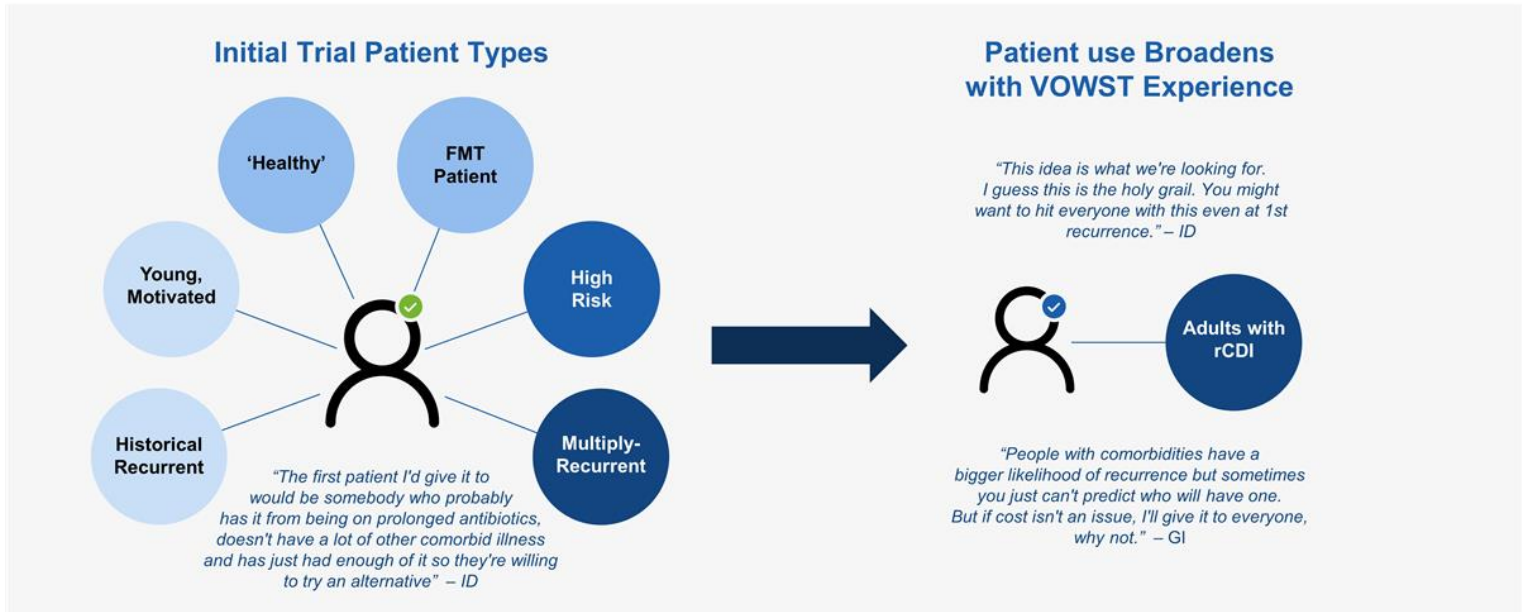 Initial Trial Patient Types
‘Healthy’
FMT
Patient
Young,
Motivated
High
Risk
Historical
Recurrent
Multiply-
Recurrent
“The first patient I'd give it to
would be somebody who probably
has it from being on prolonged antibiotics,
doesn't have a lot of other comorbid illness
and has just had enough of it so they're willing
to try an alternative” – ID
Patient use Broadens
with VOWST Experience
“This idea is what we're looking for.
I guess this is the holy grail. You might
want to hit everyone with this even at 1st
recurrence.” – ID
Adults with
rCDI
“People with comorbidities have a
bigger likelihood of recurrence but sometimes
you just can't predict who will have one.
But if cost isn't an issue, I'll give it to everyone,
why not.” – GI